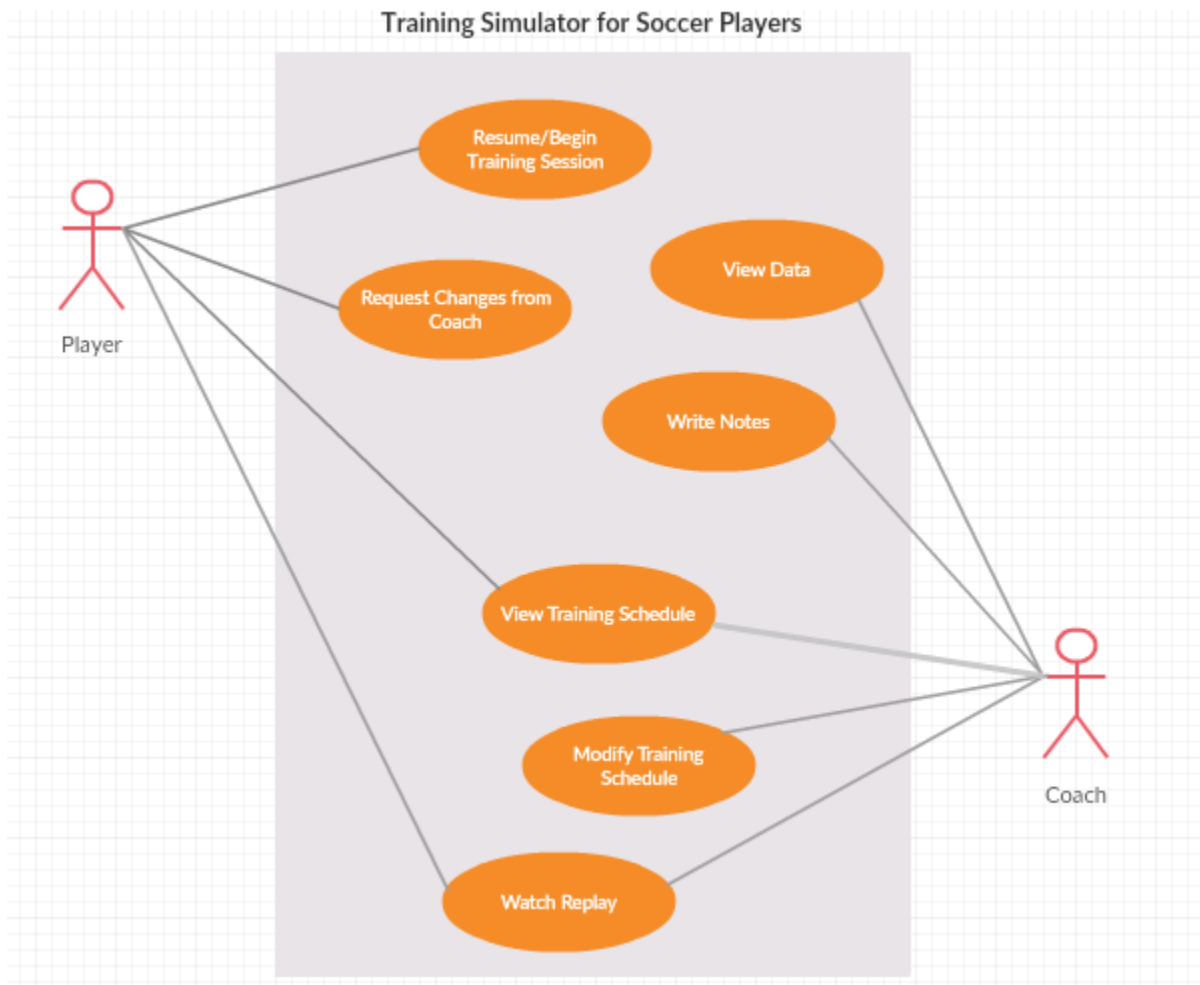 Training Simulator for Soccer Players
Resume/Begin
Training Session
View Data
Request Changes from
Coach
Player
Write Notes
View Training Schedule
Modify Training
Schedule
Coach
Watch Replay